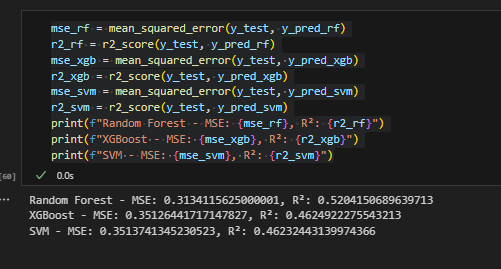 mse_rf = mean_squared_error(y_test, y_pred_rf)
r2_rf = r2_score(y_test, y_pred_rf)
mse_xgb = mean_squared_error(y_test, y_pred_xgb)
r2_xgb = r2_score(y_test, y_pred_xgb)
mse_svm = mean_squared_error(y_test, y_pred_svm)
r2_svm = r2_score(y_test, y_pred_svm)
print(f"Random Forest - MSE: {mse_rf}, R²: {r2_rf}")
print(f"XGBoost - MSE: {mse_xgb}, R²: {r2_xgb}")
print(f"SVM - MSE: {mse_svm}, R²: {r2_svm}")
[60] ✓ 0.0s
... Random Forest - MSE: 0.3134115625000001, R²: 0.5204150689639713
XGBoost - MSE: 0.35126441717147827, R²: 0.4624922275543213
SVM - MSE: 0.3513741345230523, R²: 0.46232443139974366